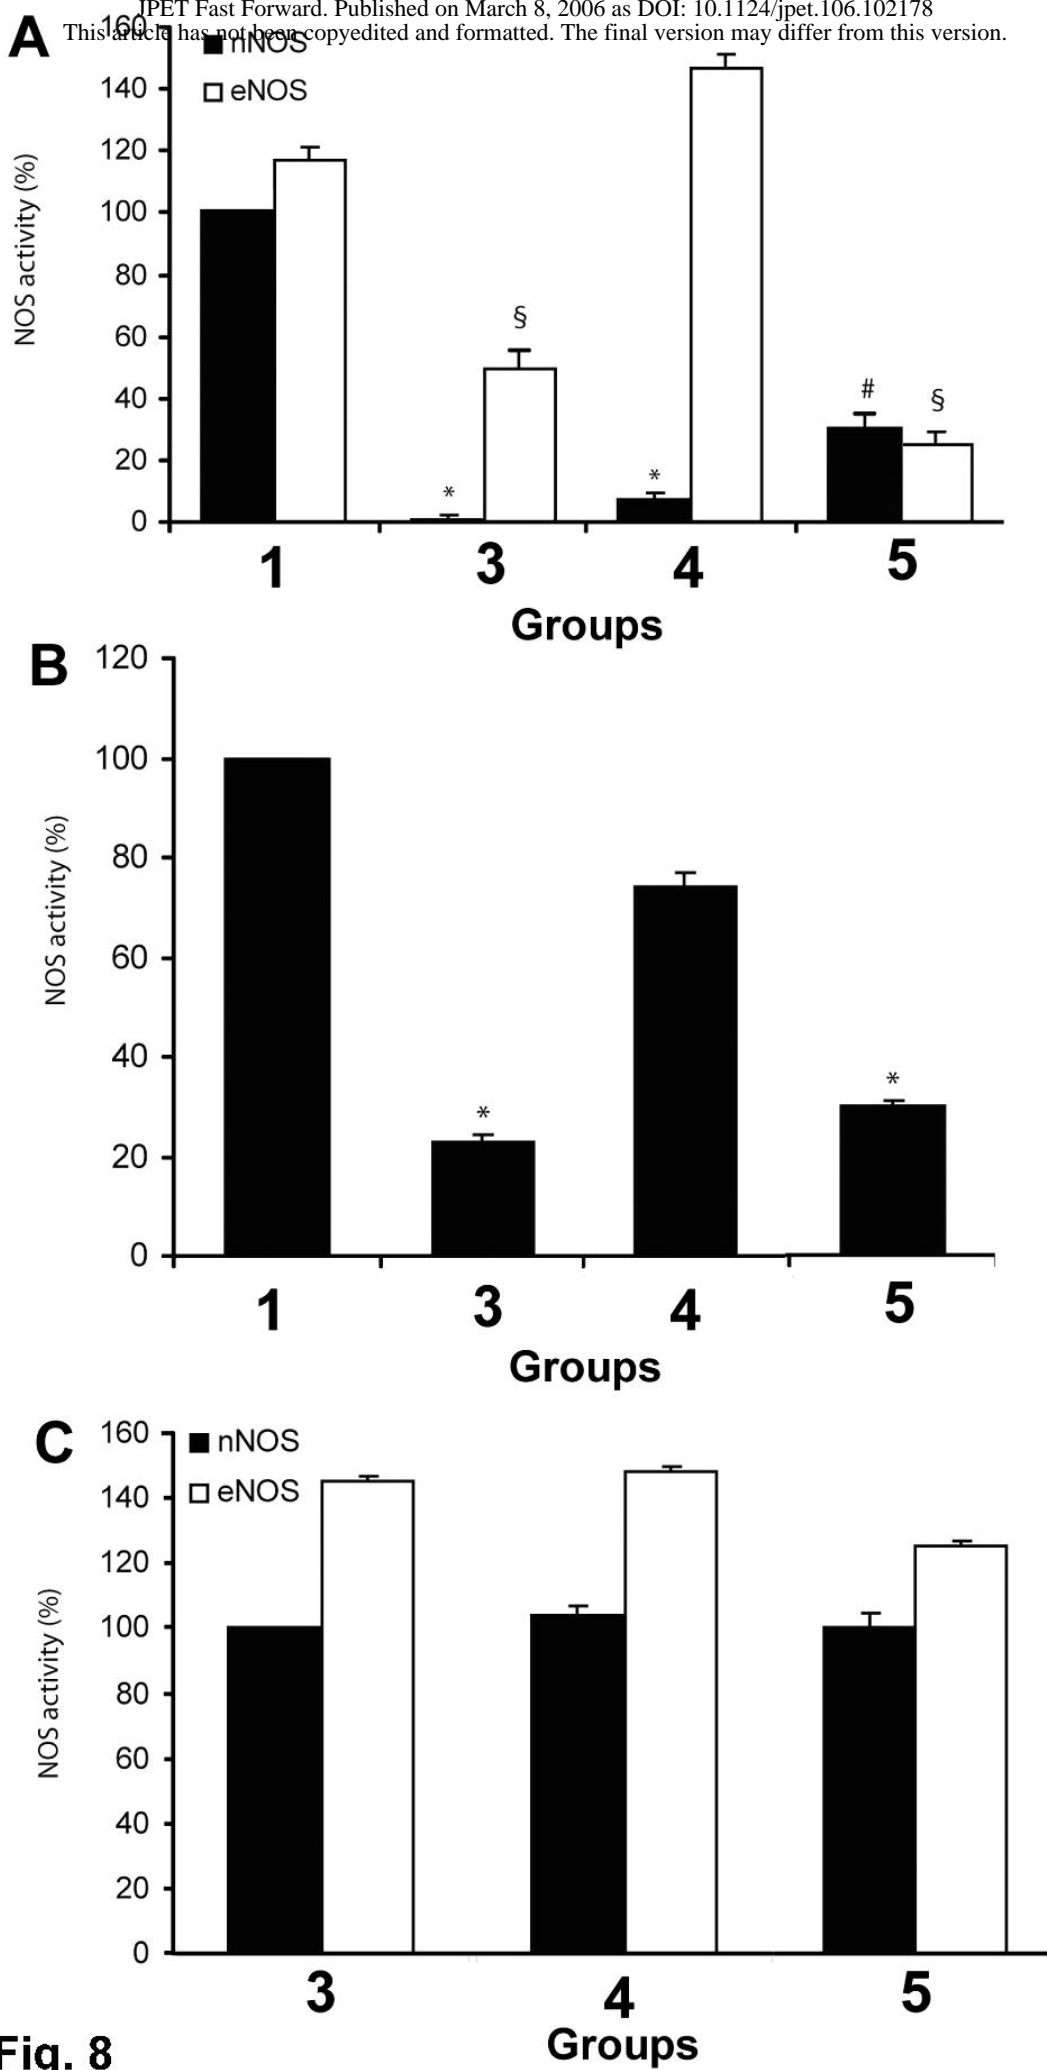 JPET Fast Forward. Published on March 8, 2006 as DOI: 10.1124/jpet.106.102178
This article has not been copyedited and formatted. The final version may differ from this version.
A
160
nNOS
140
eNOS
120
100
80
60
40
20
0
NOS activity (%)
§
*
*
#
§
1 3 4 5
Groups
B
120
100
80
60
40
20
0
NOS activity (%)
*
*
1 3 4 5
Groups
C
160
nNOS
140
eNOS
120
100
80
60
40
20
0
NOS activity (%)
3 4 5
Groups
Fig. 8